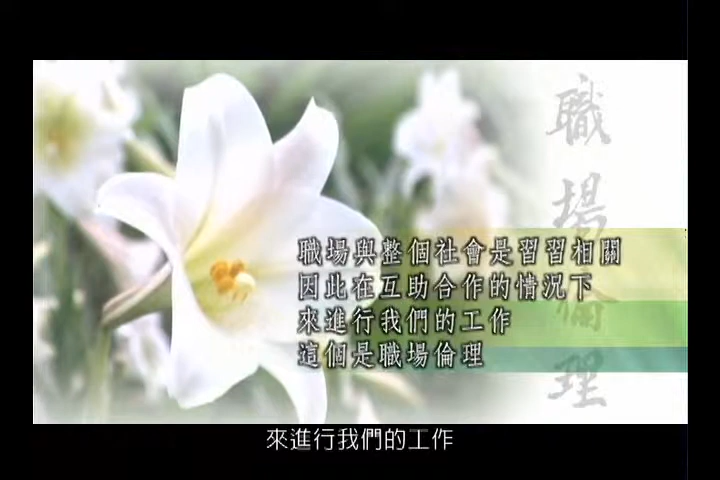 職場倫理
職場與整個社會是習習相關
因此在互助合作的情況下
來進行我們的工作
這個是職場倫理
來進行我們的工作